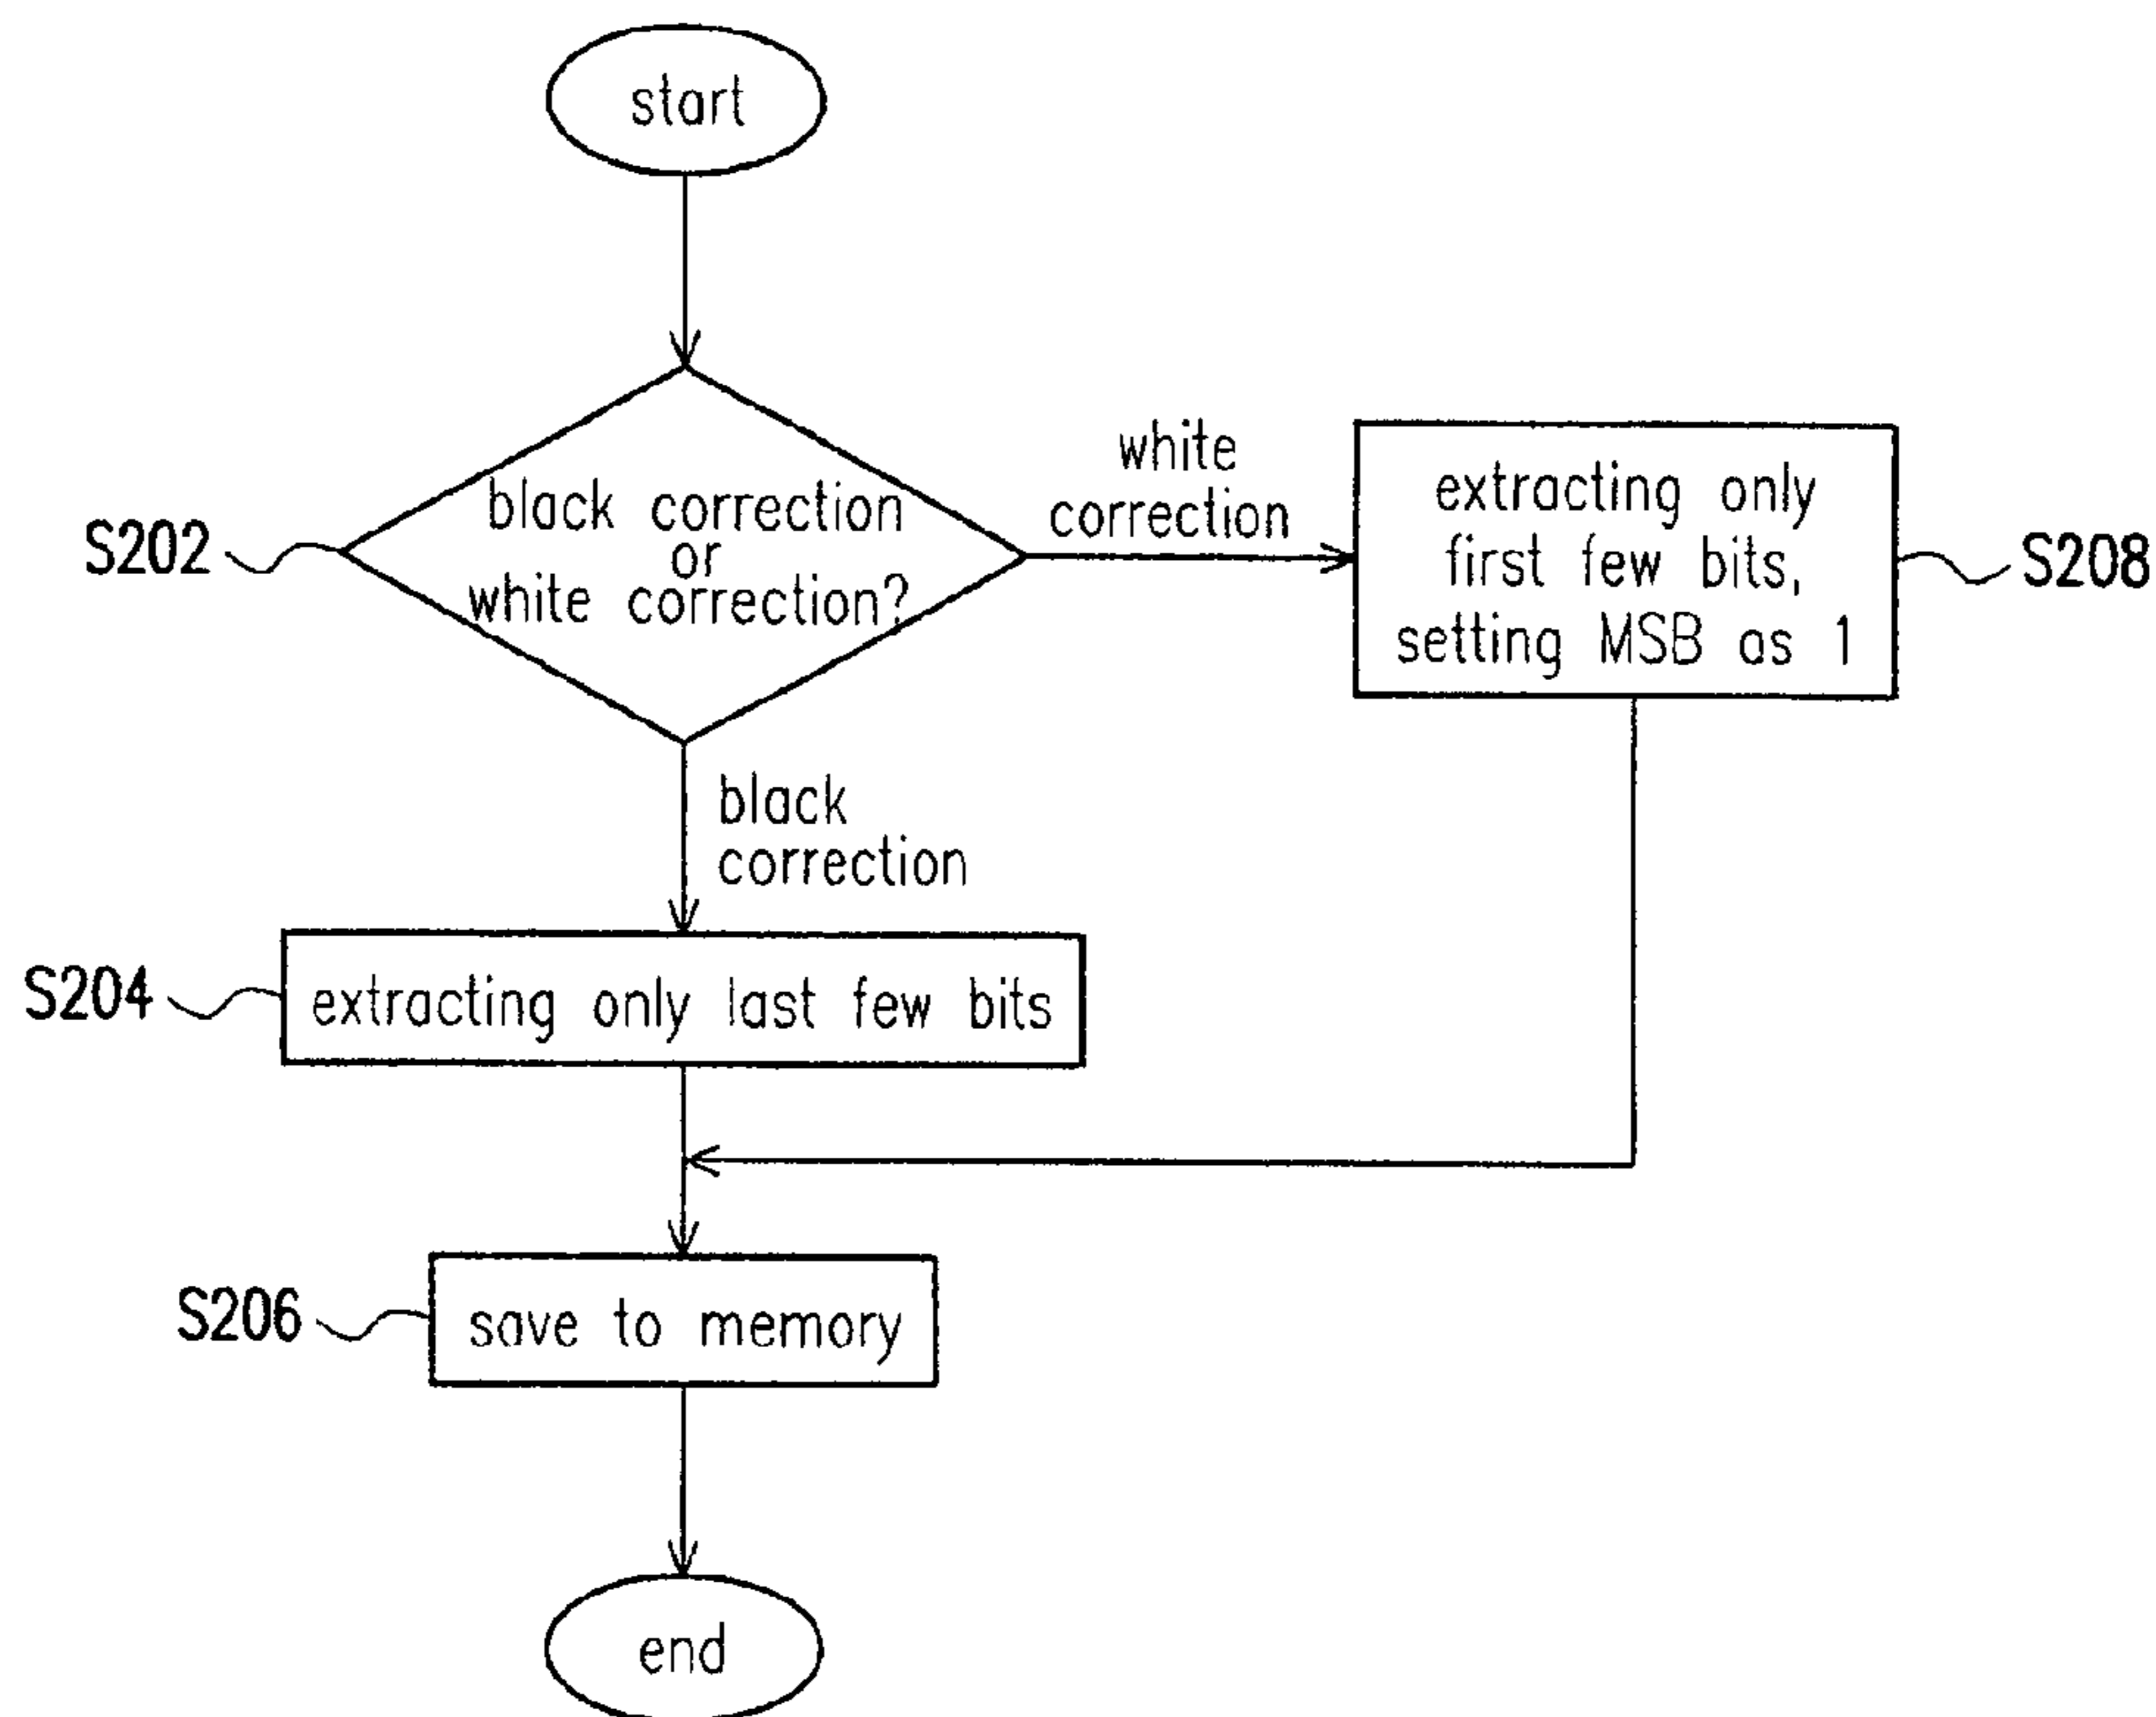 start
black correction
or
white correction?
S202
white
correction
extracting only
first few bits,
setting MSB as 1
S208
black
correction
S204
extracting only last few bits
S206
save to memory
end